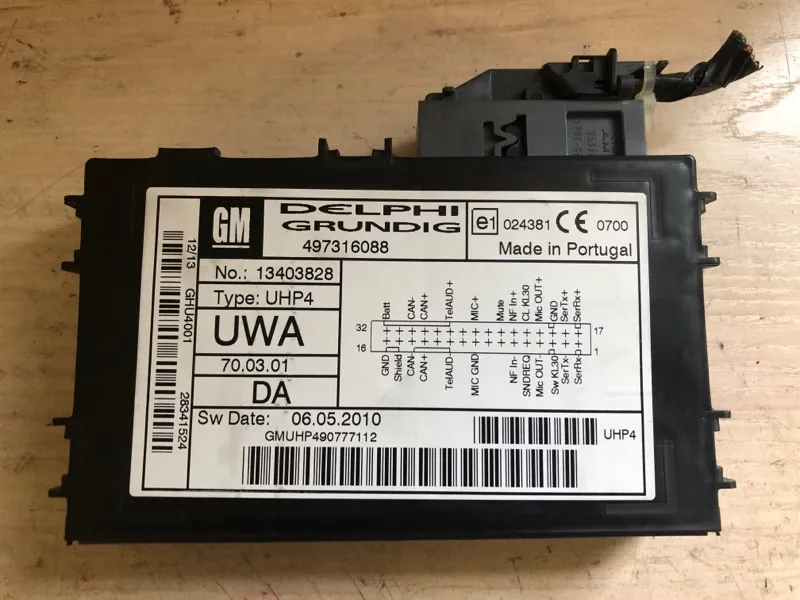 GM
DELPHI
GRUNDIG
497316088
e1 024381 CE 0700
Made in Portugal
12/13 GHU4001 28341524
No.: 13403828
Type: UHP4
UWA
70.03.01
DA
Batt CAN- CAN+ TelAUD+ MIC+ Mute NF In+ CL KL30 Mic OUT+ GND SerTx+ SerRx+
32 17
16 1
GND Shield CAN- CAN+ TelAUD- MIC GND NF In- SNDREQ Mic OUT- Sw KL30 SerTx- SerRx-
Sw Date: 06.05.2010
GMUHP490777112
UHP4